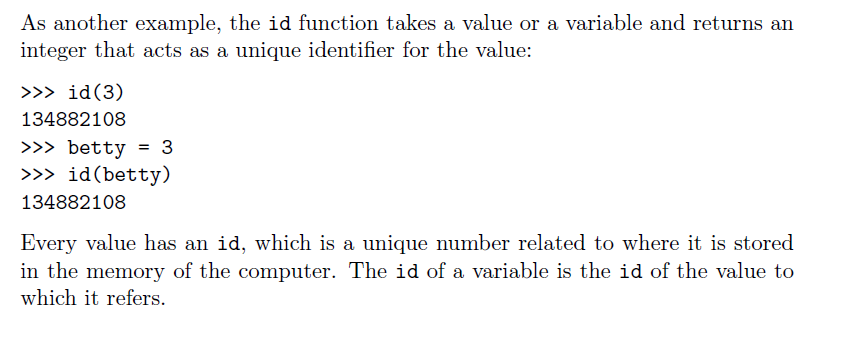 As another example, the id function takes a value or a variable and returns an
integer that acts as a unique identifier for the value:
>>> id(3)
134882108
>>> betty = 3
>>> id(betty)
134882108
Every value has an id, which is a unique number related to where it is stored
in the memory of the computer. The id of a variable is the id of the value to
which it refers.